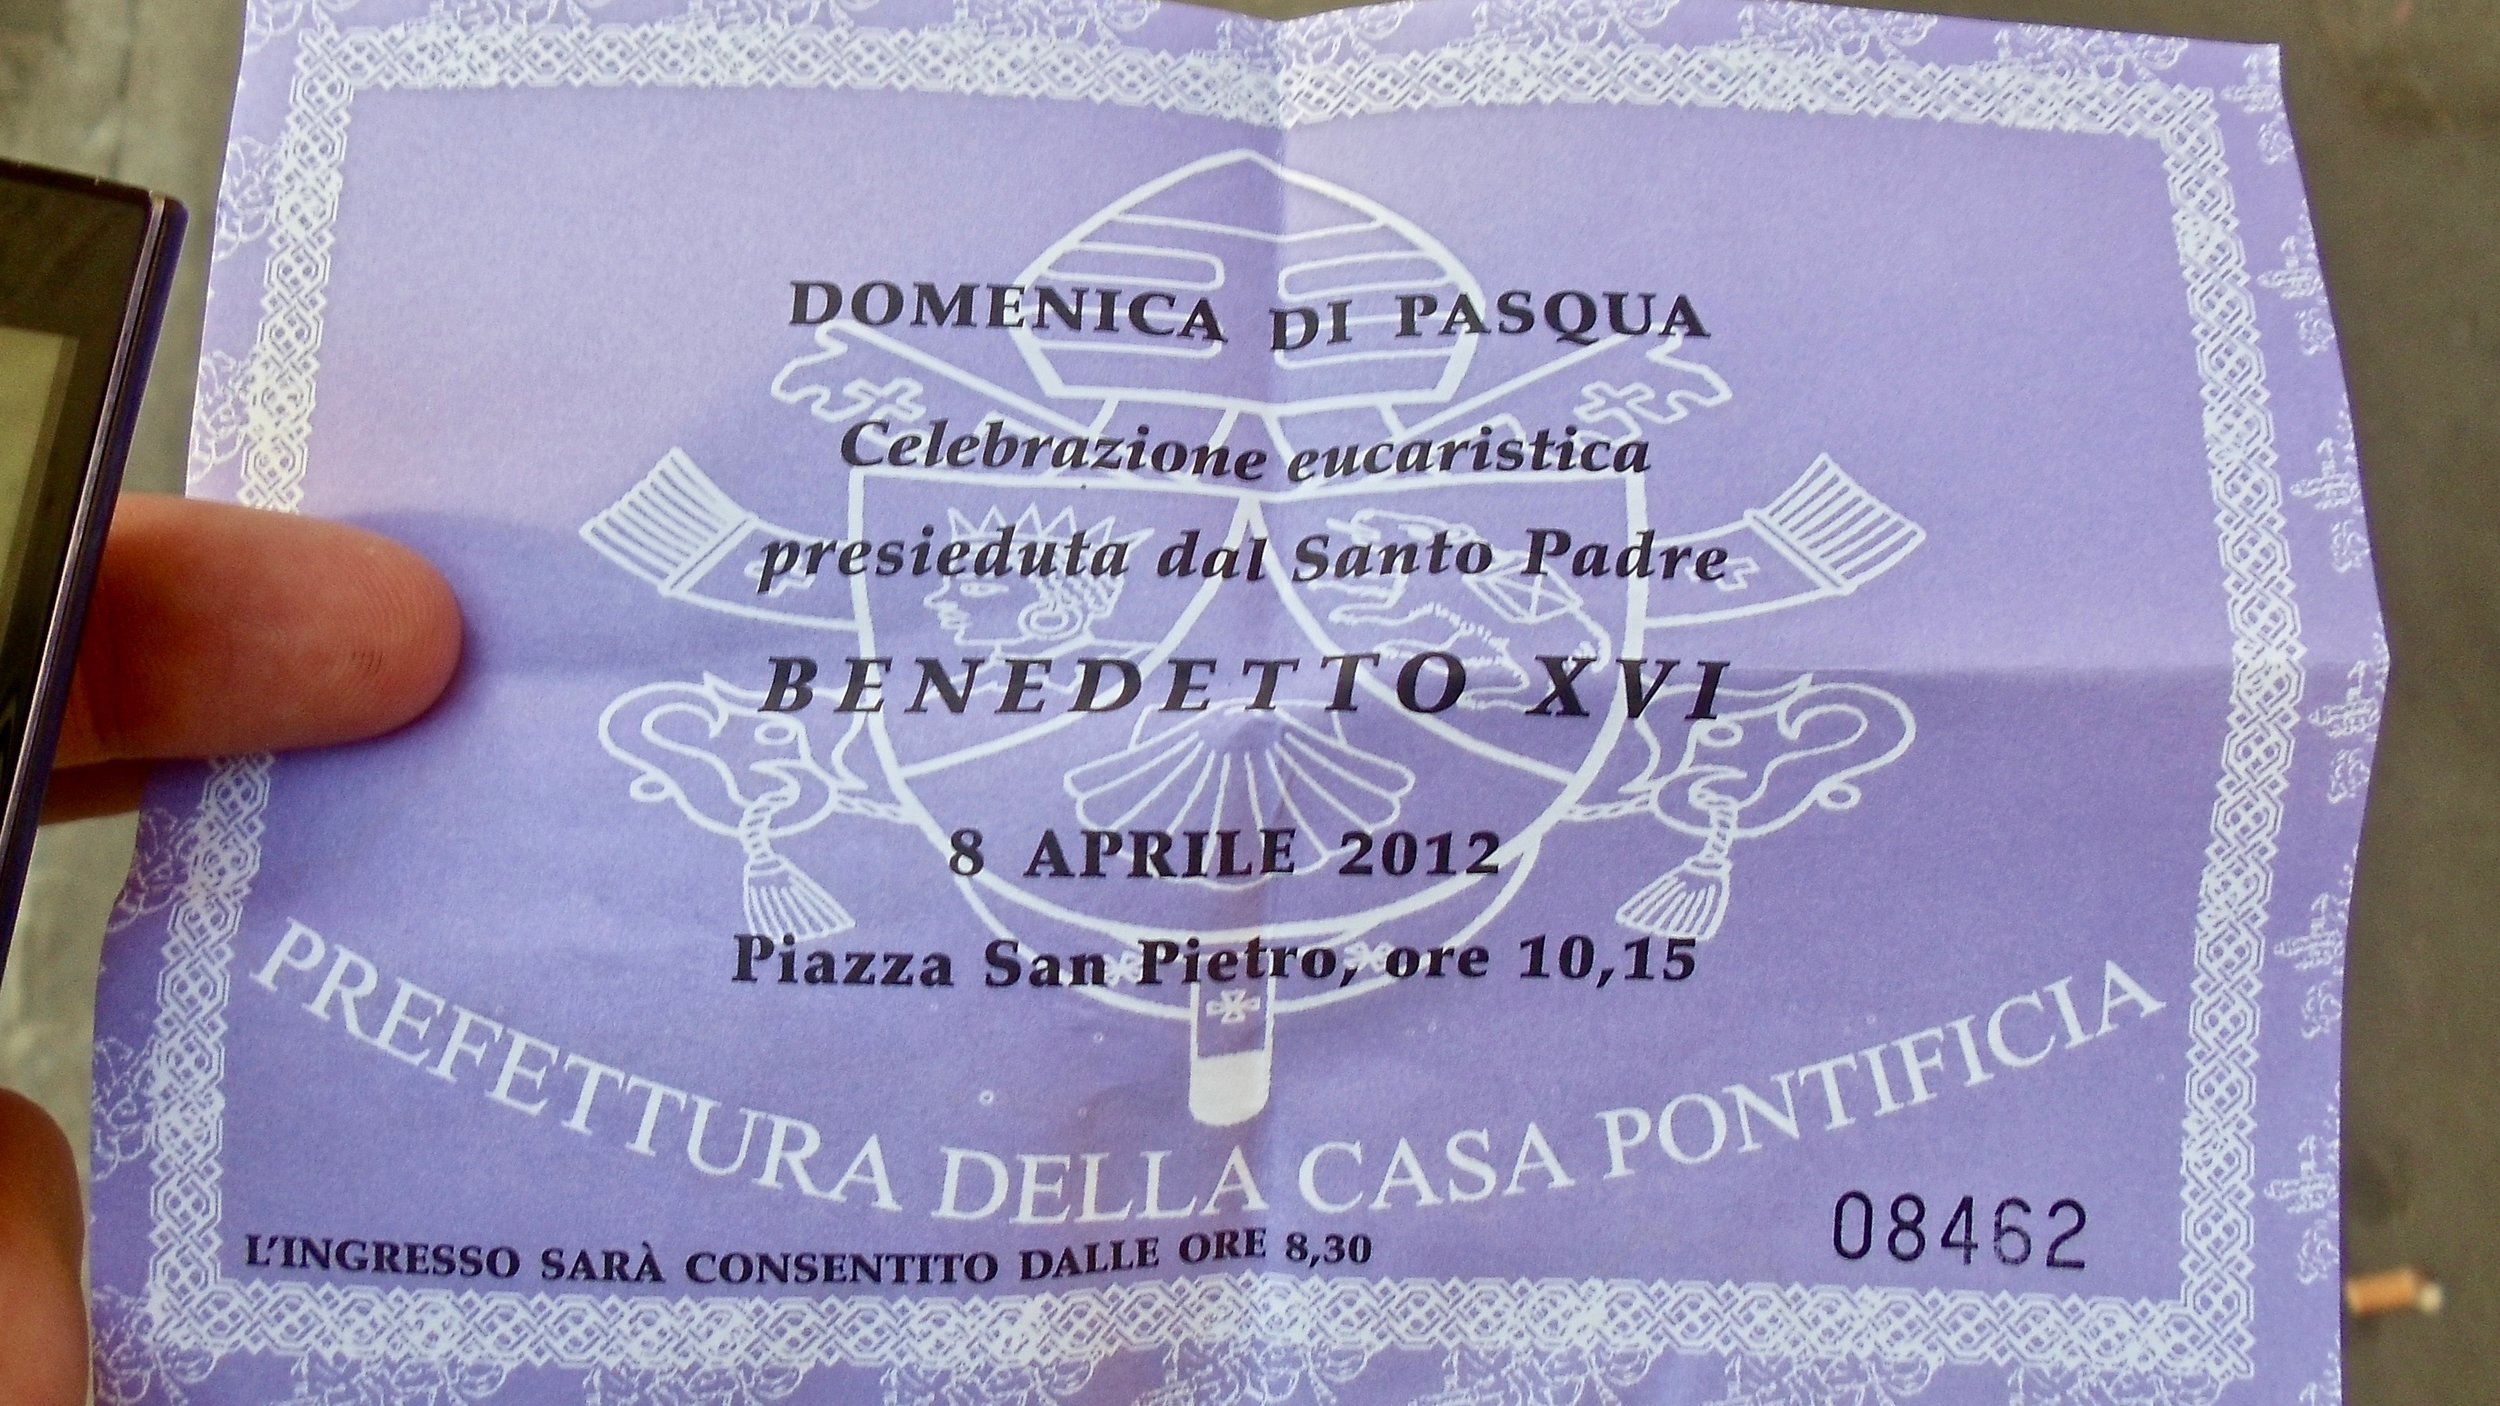 DOMENICA DI PASQUA
Celebrazione eucaristica
presieduta dal Santo Padre
BENEDETTO XVI
8 APRILE 2012
Piazza San Pietro, ore 10,15
PREFETTURA DELLA CASA PONTIFICIA
L'INGRESSO SARÀ CONSENTITO DALLE ORE 8,30
08462